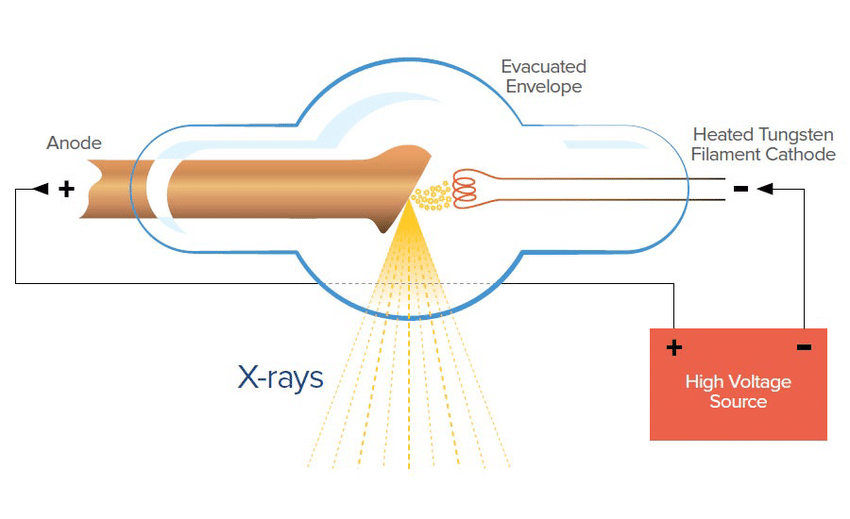 Evacuated
Envelope
Anode
Heated Tungsten
Filament Cathode
+
-
X-rays
+ -
High Voltage
Source